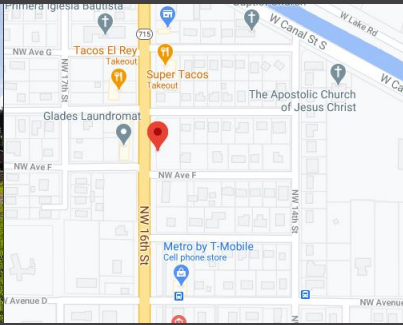 Primera Iglesia Bautista
W Lake Rd
W Canal St S
715
NW Ave G
Tacos El Rey
Takeout
Super Tacos
Takeout
NW 17th St
The Apostolic Church
of Jesus Christ
Glades Laundromat
NW Ave F
NW Ave F
NW 16th St
NW 14th St
Metro by T-Mobile
Cell phone store
W Avenue D
NW Avenue